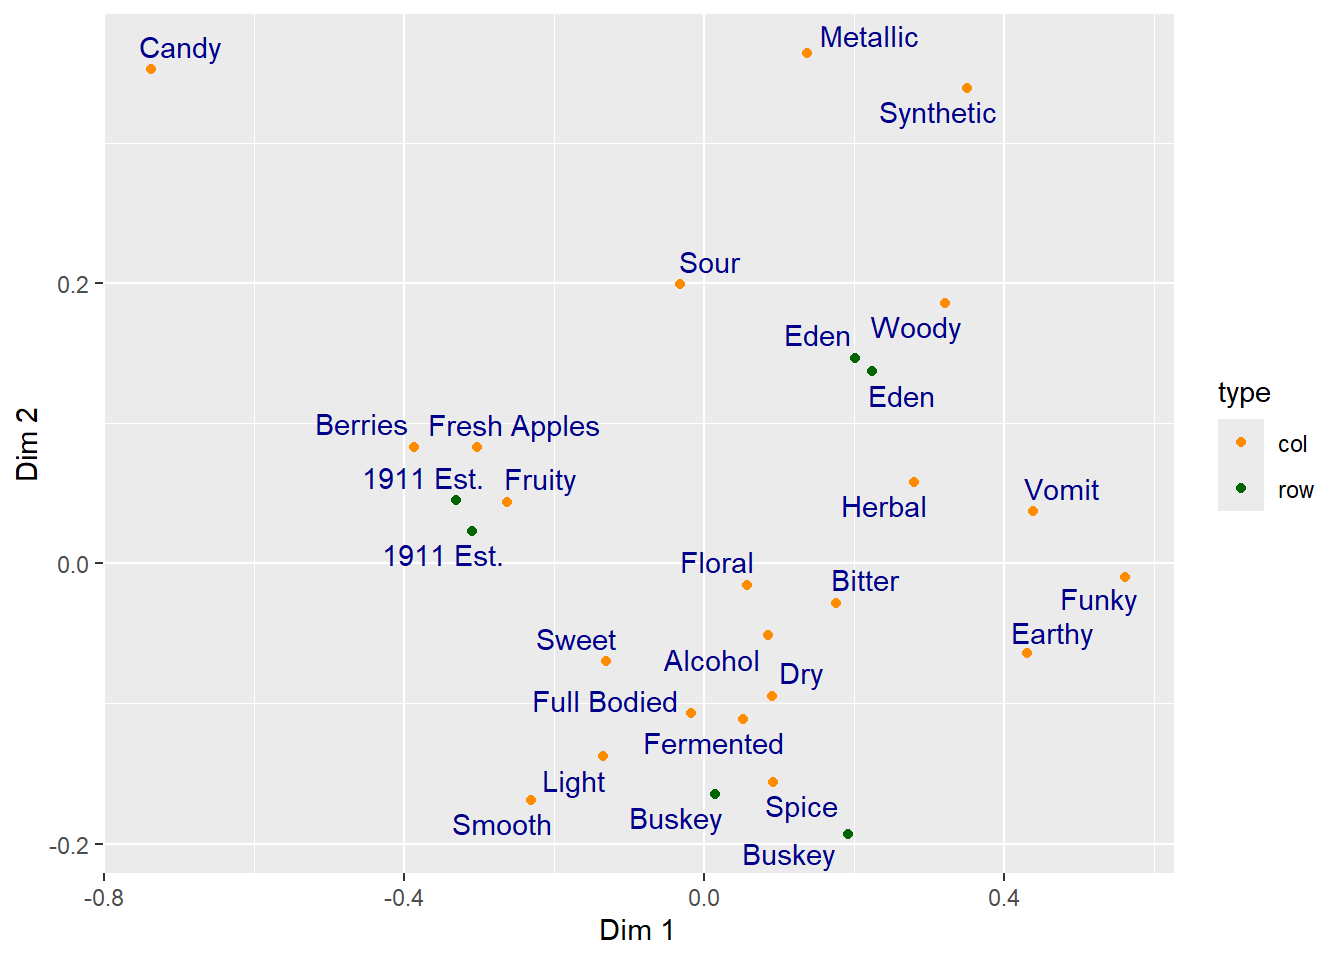 Candy
Metallic
Synthetic
Sour
Woody
Eden
Eden
Berries
Fresh Apples
1911 Est.
Fruity
1911 Est.
Herbal
Vomit
Floral
Bitter
Funky
Earthy
Sweet
Alcohol
Dry
Full Bodied
Fermented
Light
Smooth
Buskey
Spice
Buskey
0.2
0.0
-0.2
-0.8
-0.4
0.0
0.4
Dim 1
Dim 2
type
col
row